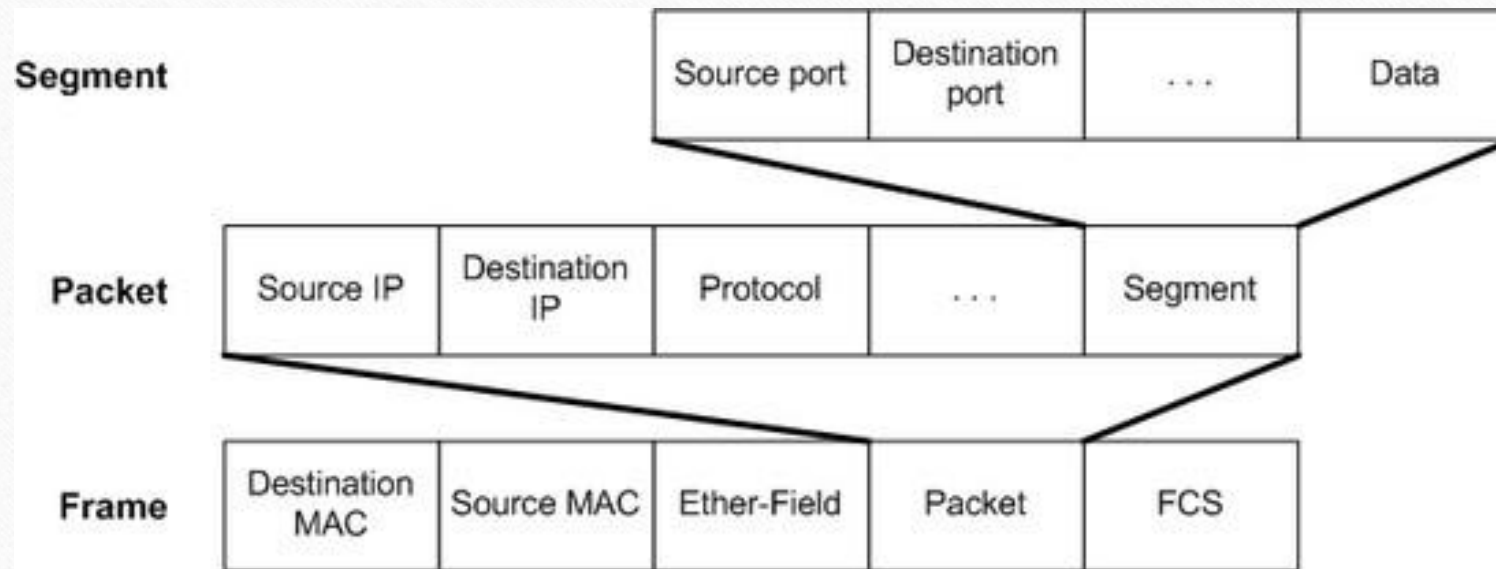 Segment
Source port
Destination
port
. . .
Data
Packet
Source IP
Destination
IP
Protocol
. . .
Segment
Frame
Destination
MAC
Source MAC
Ether-Field
Packet
FCS